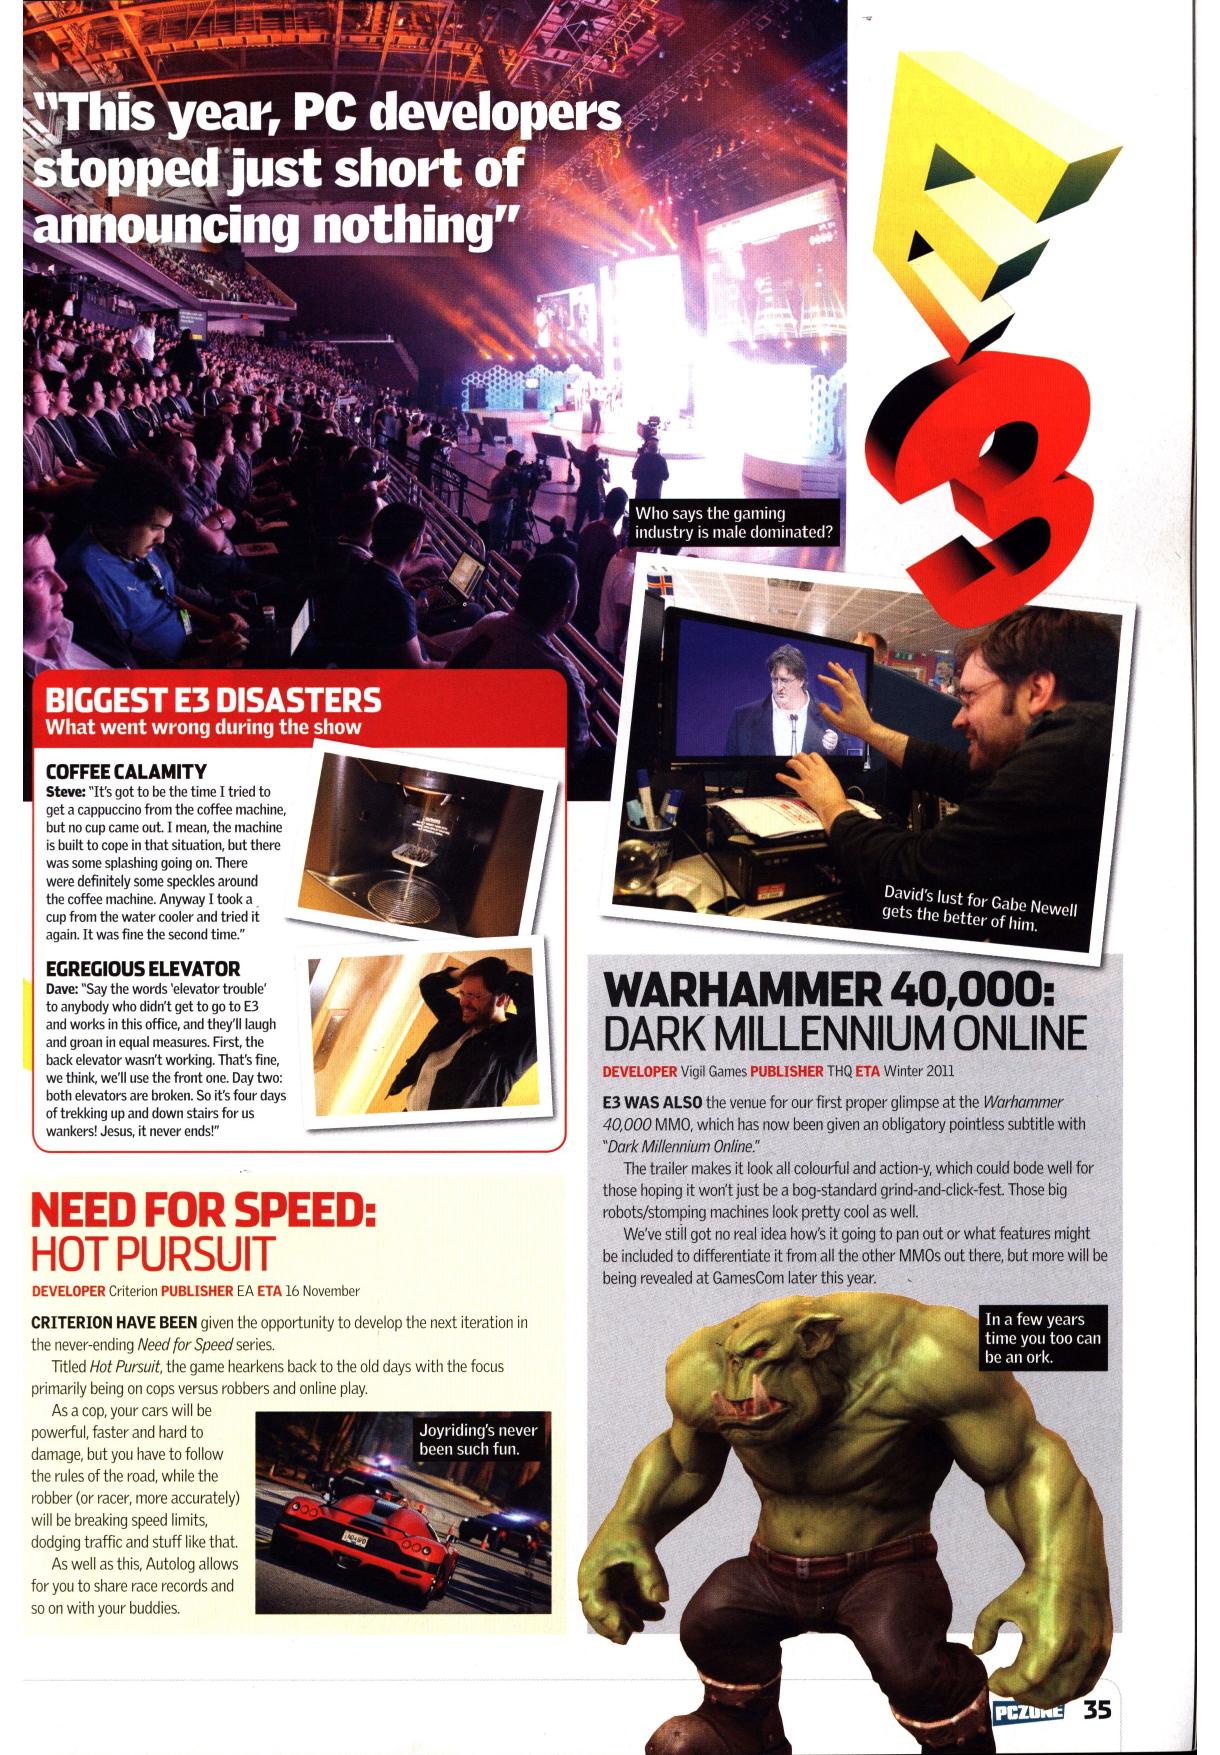 “This year, PC developers
stopped just short of
announcing nothing”
E3
Who says the gaming
industry is male dominated?
David's lust for Gabe Newell
gets the better of him.
BIGGEST E3 DISASTERS
What went wrong during the show
COFFEE CALAMITY
Steve: “It's got to be the time I tried to
get a cappuccino from the coffee machine,
but no cup came out. I mean, the machine
is built to cope in that situation, but there
was some splashing going on. There
were definitely some speckles around
the coffee machine. Anyway I took a
cup from the water cooler and tried it
again. It was fine the second time.”
EGREGIOUS ELEVATOR
Dave: “Say the words ‘elevator trouble’
to anybody who didn't get to go to E3
and works in this office, and they'll laugh
and groan in equal measures. First, the
back elevator wasn't working. That's fine,
we think, we'll use the front one. Day two:
both elevators are broken. So it's four days
of trekking up and down stairs for us
wankers! Jesus, it never ends!”
NEED FOR SPEED:
HOT PURSUIT
DEVELOPER Criterion PUBLISHER EA ETA 16 November
CRITERION HAVE BEEN given the opportunity to develop the next iteration in
the never-ending Need for Speed series.
Titled Hot Pursuit, the game hearkens back to the old days with the focus
primarily being on cops versus robbers and online play.
As a cop, your cars will be
powerful, faster and hard to
damage, but you have to follow
the rules of the road, while the
robber (or racer, more accurately)
will be breaking speed limits,
dodging traffic and stuff like that.
As well as this, Autolog allows
for you to share race records and
so on with your buddies.
Joyriding's never
been such fun.
WARHAMMER 40,000:
DARK MILLENNIUM ONLINE
DEVELOPER Vigil Games PUBLISHER THQ ETA Winter 2011
E3 WAS ALSO the venue for our first proper glimpse at the Warhammer
40,000 MMO, which has now been given an obligatory pointless subtitle with
“Dark Millennium Online.”
The trailer makes it look all colourful and action-y, which could bode well for
those hoping it won't just be a bog-standard grind-and-click-fest. Those big
robots/stomping machines look pretty cool as well.
We've still got no real idea how's it going to pan out or what features might
be included to differentiate it from all the other MMOs out there, but more will be
being revealed at GamesCom later this year.
In a few years
time you too can
be an ork.
PCZONE 35